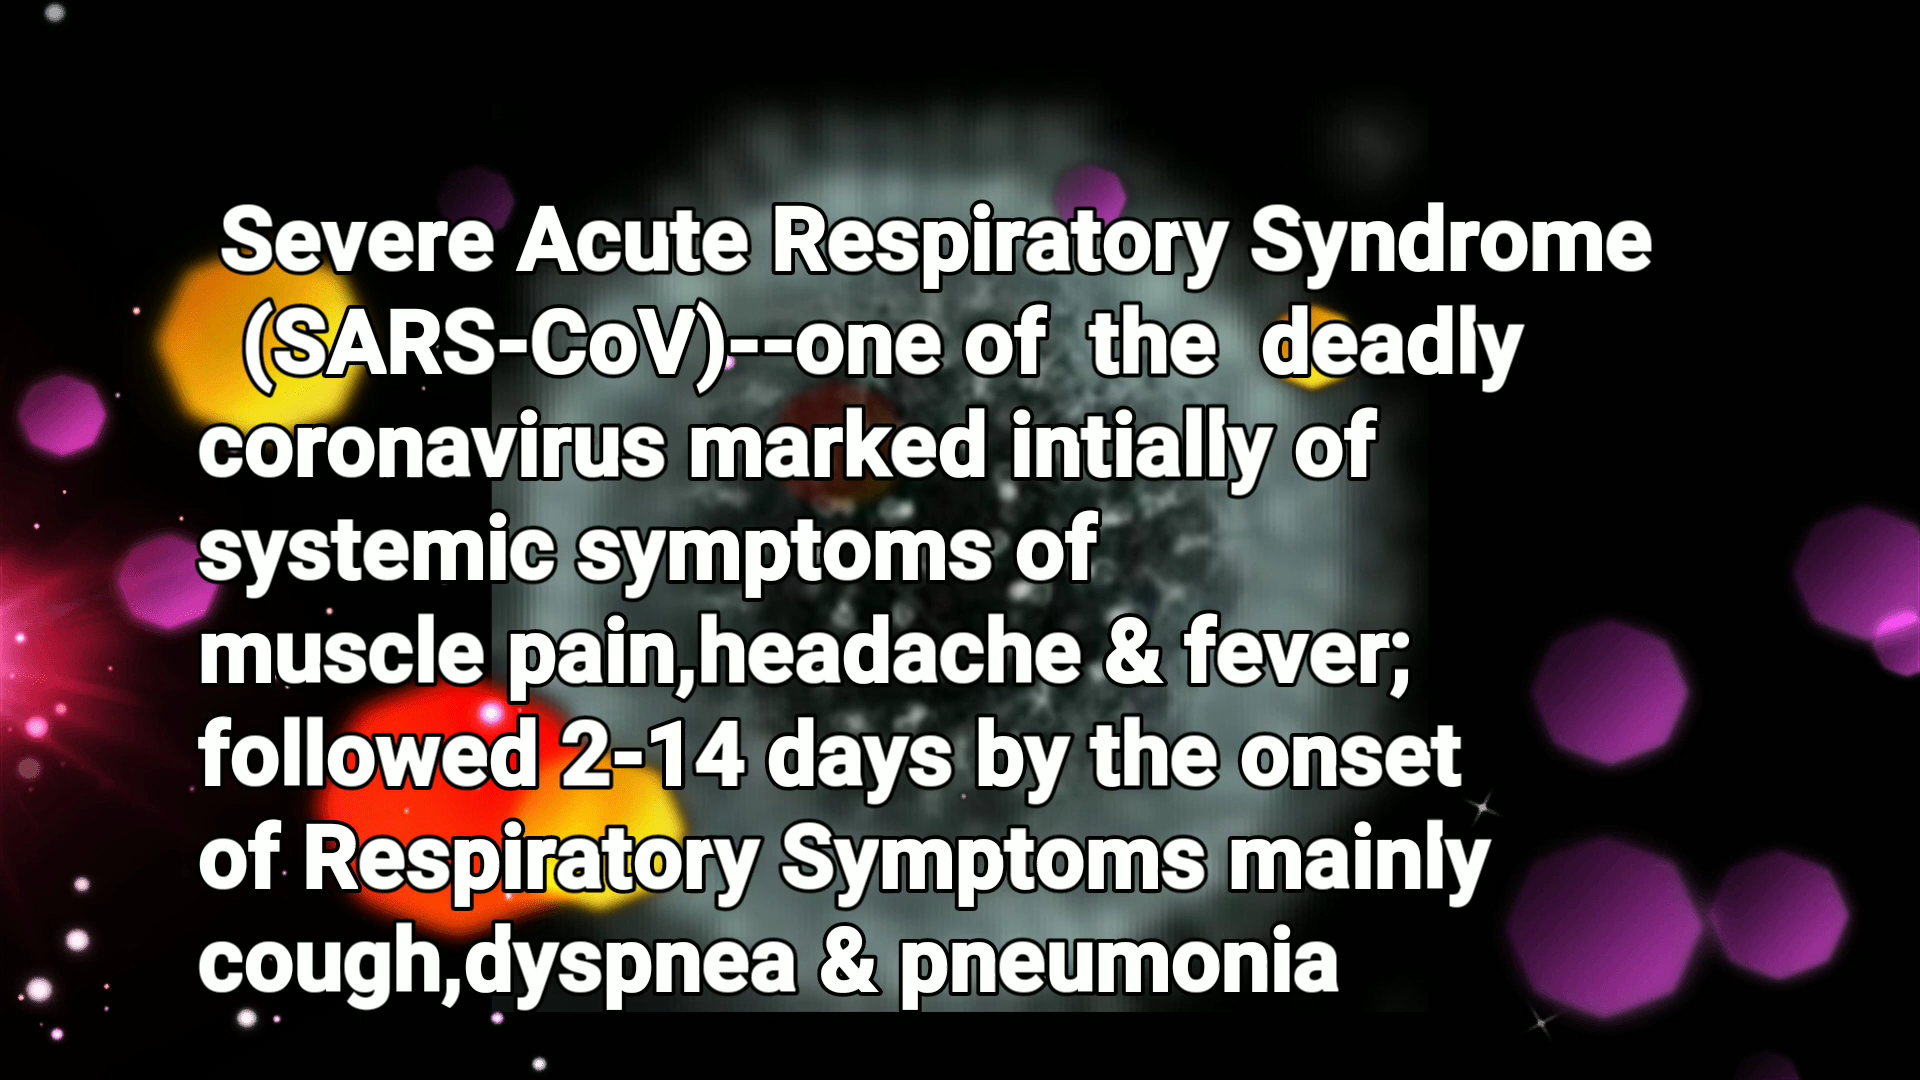 Severe Acute Respiratory Syndrome
(SARS-CoV)--one of the deadly
coronavirus marked intially of
systemic symptoms of
muscle pain,headache & fever;
followed 2-14 days by the onset
of Respiratory Symptoms mainly
cough,dyspnea & pneumonia